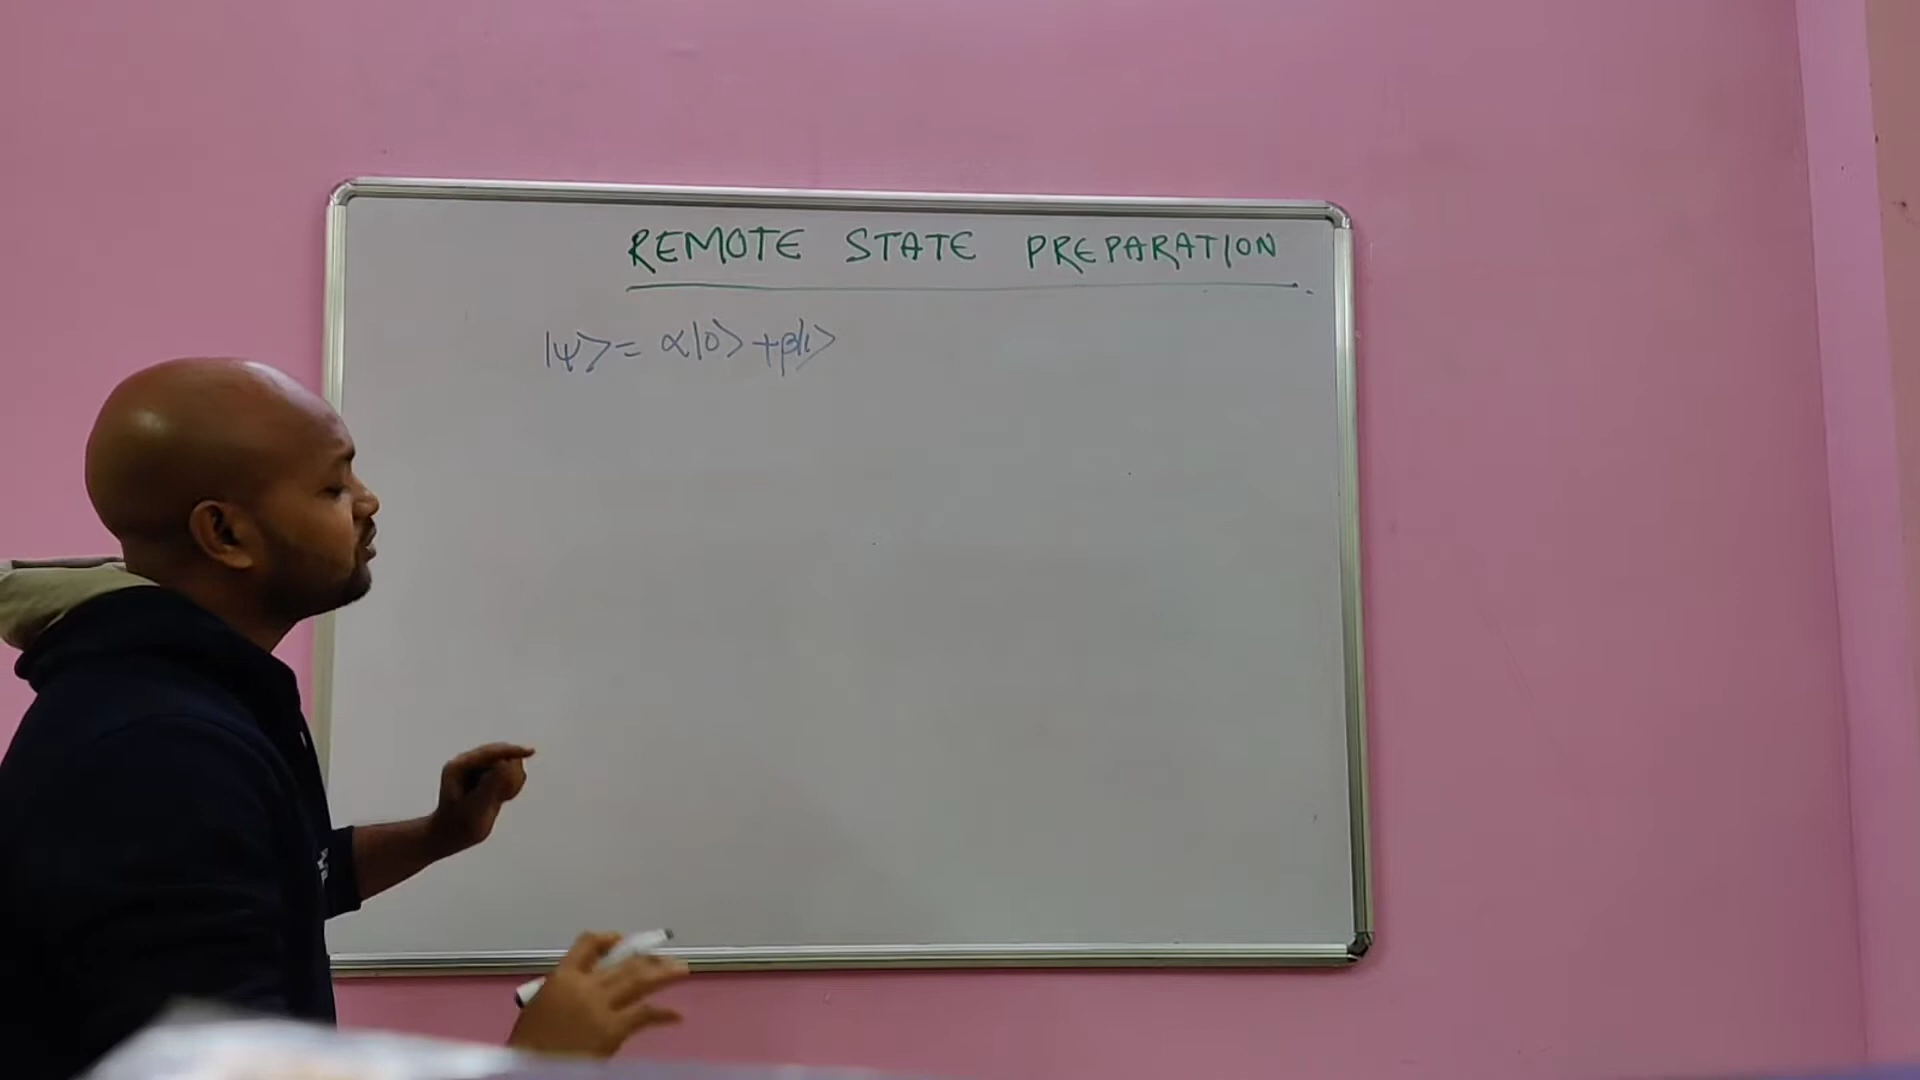 REMOTE STATE PREPARATION
|ψ> = α|0> + β|1>